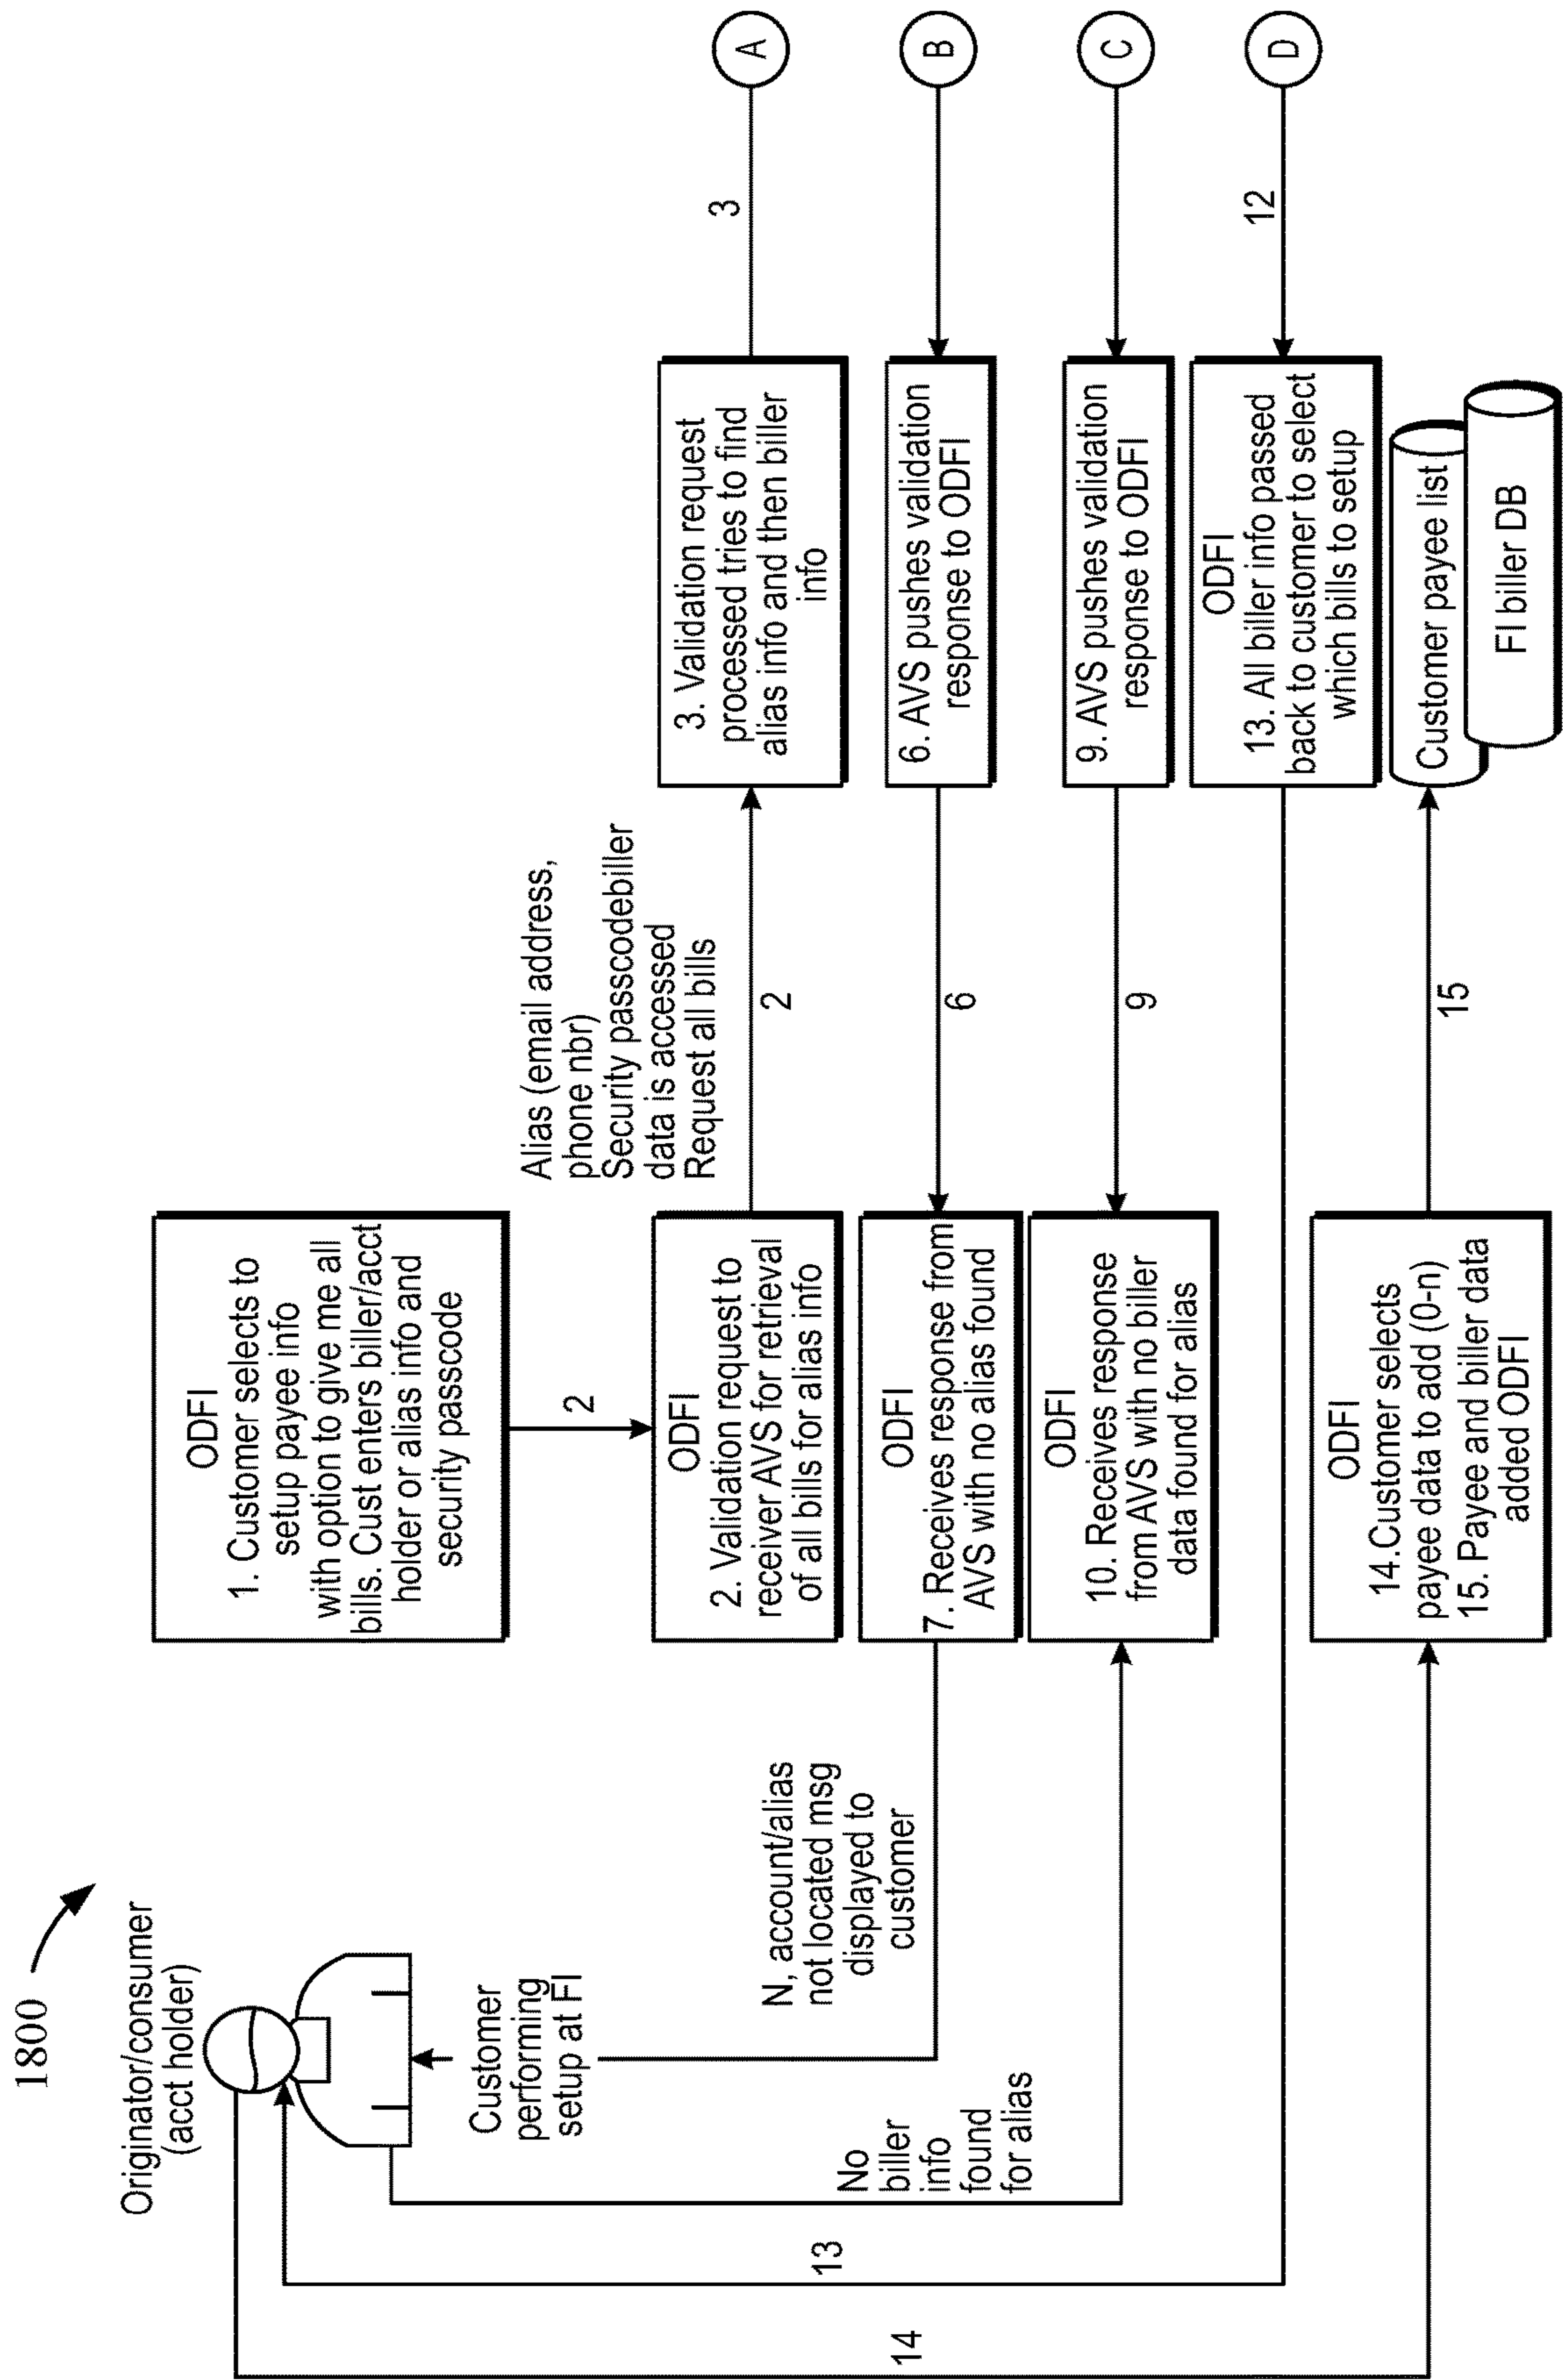 1800
Originator/consumer
(acct holder)
Customer
performing
setup at FI
ODFI
1. Customer selects to
setup payee info
with option to give me all
bills. Cust enters biller/acct
holder or alias info and
security passcode
2
Alias (email address,
phone nbr)
Security passcodebiller
data is accessed
Request all bills
ODFI
2. Validation request to
receiver AVS for retrieval
of all bills for alias info
2
3. Validation request
processed tries to find
alias info and then biller
info
3
A
N, account/alias
not located msg
displayed to
customer
ODFI
7. Receives response from
AVS with no alias found
6
6. AVS pushes validation
response to ODFI
B
No
biller
info
found
for alias
ODFI
10. Receives response
from AVS with no biller
data found for alias
9
9. AVS pushes validation
response to ODFI
C
13
ODFI
13. All biller info passed
back to customer to select
which bills to setup
12
D
14
ODFI
14.Customer selects
payee data to add (0-n)
15. Payee and biller data
added ODFI
15
Customer payee list
FI biller DB